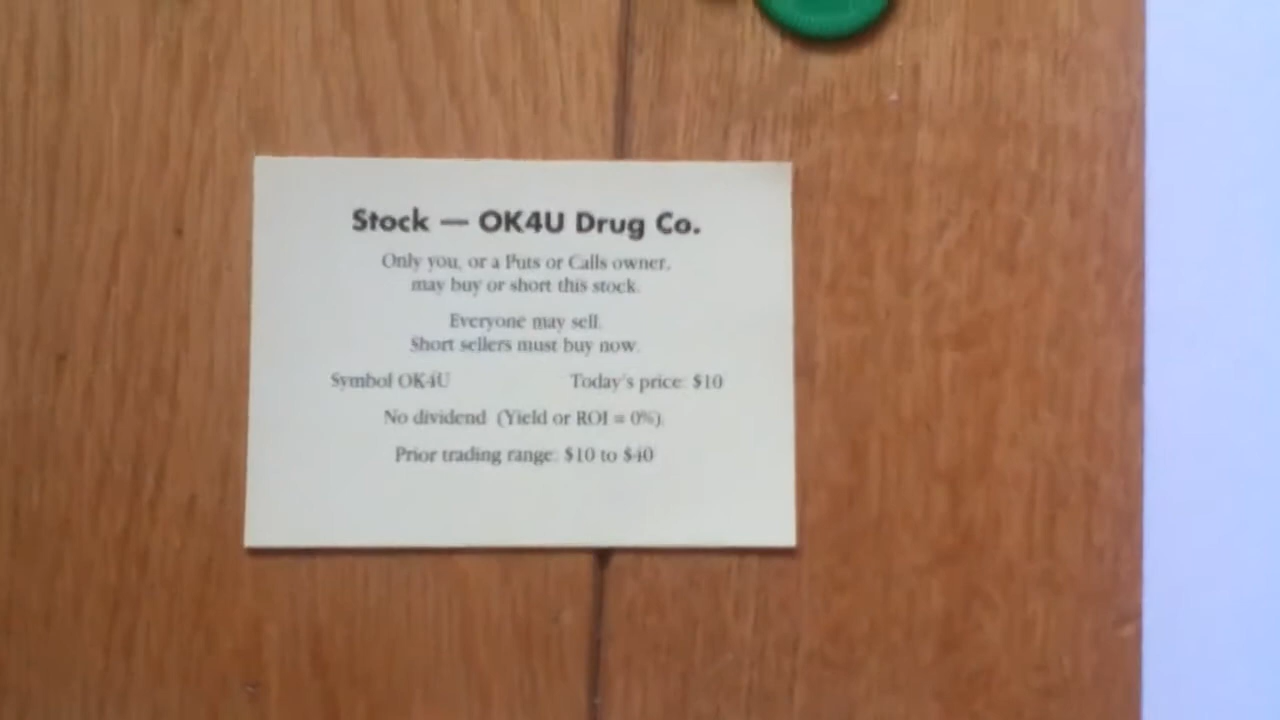 Stock — OK4U Drug Co.
Only you, or a Puts or Calls owner,
may buy or short this stock.
Everyone may sell.
Short sellers must buy now.
Symbol OK4U Today's price: $10
No dividend (Yield or ROI = 0%).
Prior trading range: $10 to $40